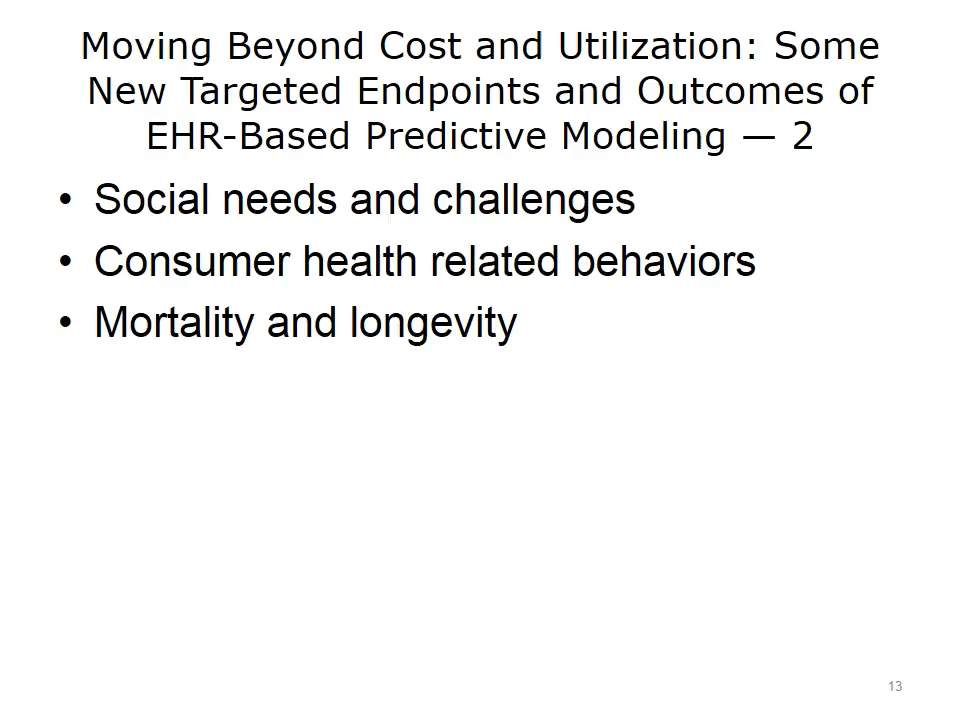 Moving Beyond Cost and Utilization: Some
New Targeted Endpoints and Outcomes of
EHR-Based Predictive Modeling — 2
• Social needs and challenges
• Consumer health related behaviors
• Mortality and longevity
13